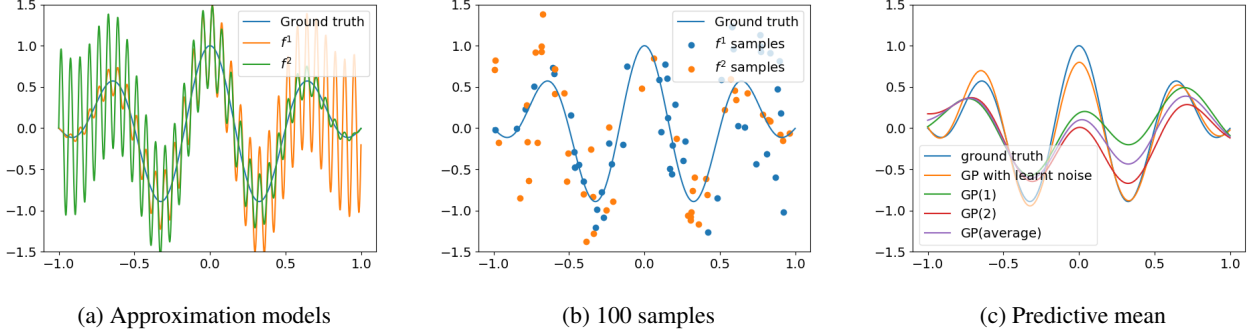 1.5
1.0
0.5
0.0
−0.5
−1.0
−1.5
−1.0
−0.5
0.0
0.5
1.0
Ground truth
f¹
f²
(a) Approximation models
1.5
1.0
0.5
0.0
−0.5
−1.0
−1.5
−1.0
−0.5
0.0
0.5
1.0
Ground truth
f¹ samples
f² samples
(b) 100 samples
1.5
1.0
0.5
0.0
−0.5
−1.0
−1.5
−1.0
−0.5
0.0
0.5
1.0
ground truth
GP with learnt noise
GP(1)
GP(2)
GP(average)
(c) Predictive mean